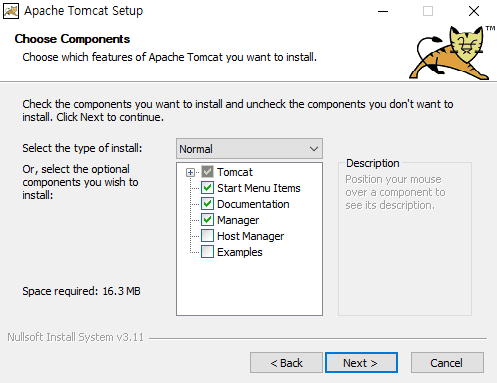 Apache Tomcat Setup
Choose Components
Choose which features of Apache Tomcat you want to install.
TM
Check the components you want to install and uncheck the components you don't want to
install. Click Next to continue.
Select the type of install:
Normal
Or, select the optional
components you wish to
install:
Tomcat
Start Menu Items
Documentation
Manager
Host Manager
Examples
Description
Position your mouse
over a component to
see its description.
Space required: 16.3 MB
Nullsoft Install System v3.11
< Back
Next >
Cancel